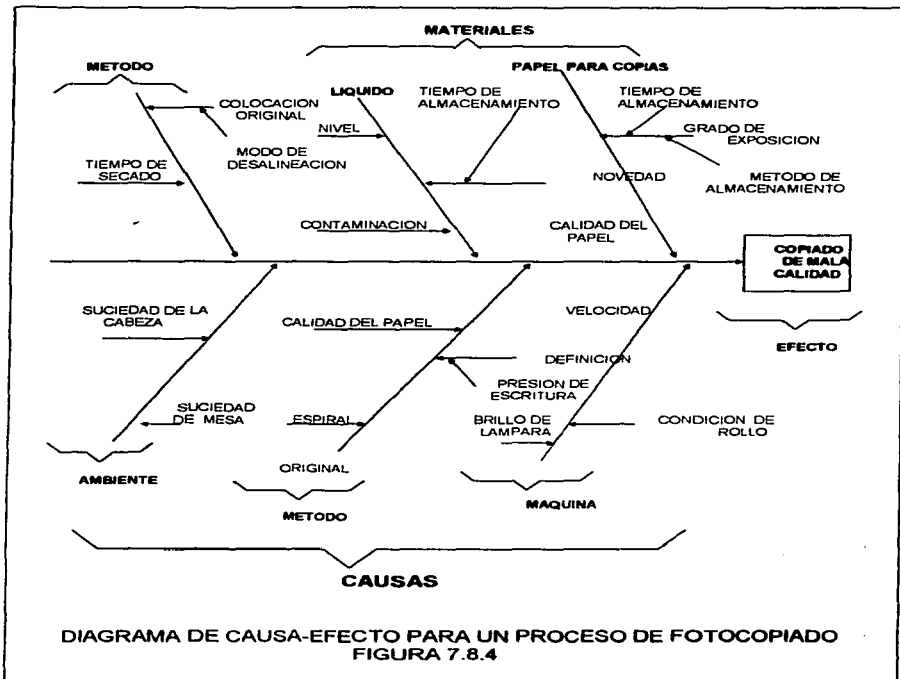 MATERIALES
METODO
PAPEL PARA COPIAS
LIQUIDO
TIEMPO DE
ALMACENAMIENTO
TIEMPO DE
ALMACENAMIENTO
COLOCACION
ORIGINAL
NIVEL
GRADO DE
EXPOSICION
MODO DE
DESALINEACION
TIEMPO DE
SECADO
NOVEDAD
METODO DE
ALMACENAMIENTO
CONTAMINACION
CALIDAD DEL
PAPEL
COPIADO
DE MALA
CALIDAD
SUCIEDAD DE LA
CABEZA
CALIDAD DEL PAPEL
VELOCIDAD
EFECTO
DEFINICION
PRESION DE
ESCRITURA
SUCIEDAD
DE MESA
ESPIRAL
BRILLO DE
LAMPARA
CONDICION DE
ROLLO
ORIGINAL
AMBIENTE
METODO
MAQUINA
CAUSAS
DIAGRAMA DE CAUSA-EFECTO PARA UN PROCESO DE FOTOCOPIADO
FIGURA 7.8.4